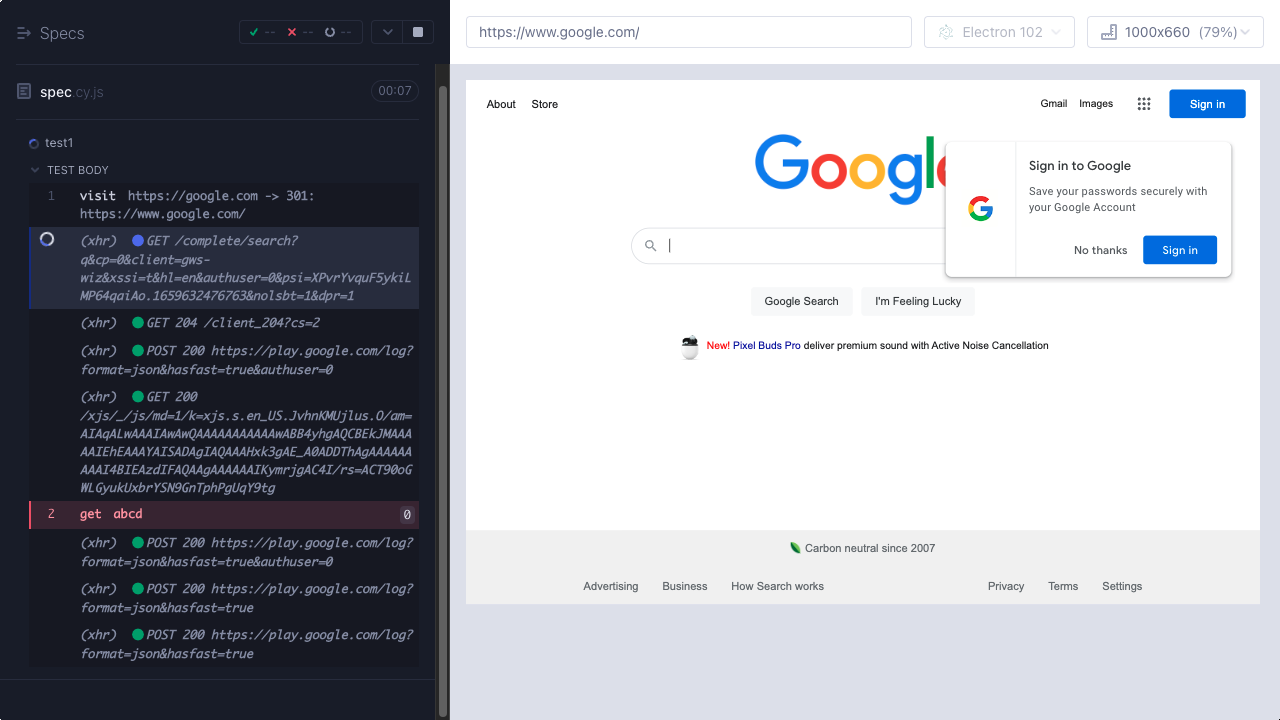 Specs
-- -- --
spec.cy.js
00:07
test1
TEST BODY
1 visit https://google.com -> 301:
https://www.google.com/
(xhr) GET /complete/search?
q&cp=0&client=gws-
wiz&xssi=t&hl=en&authuser=0&psi=XPvrYvquF5ykiL
MP64qaiAo.1659632476763&nolsbt=1&dpr=1
(xhr) GET 204 /client_204?cs=2
(xhr) POST 200 https://play.google.com/log?
format=json&hasfast=true&authuser=0
(xhr) GET 200
/xjs/_/js/md=1/k=xjs.s.en_US.JvhnKMUjlus.O/am=
AIAqALwAAAIAwAwQAAAAAAAAAAAwABB4yhgAQCBEkJMAAA
AAIEhEAAAYAISADAgIAQAAAHxk3gAE_A0ADDThAgAAAAAA
AAAI4BIEAzdIFAQAAgAAAAAAIKymrjgAC4I/rs=ACT90oG
WLGyukUxbrYSN9GnTphPgUqY9tg
2 get abcd 0
(xhr) POST 200 https://play.google.com/log?
format=json&hasfast=true&authuser=0
(xhr) POST 200 https://play.google.com/log?
format=json&hasfast=true
(xhr) POST 200 https://play.google.com/log?
format=json&hasfast=true
https://www.google.com/
Electron 102
1000x660 (79%)
About Store
Gmail Images
Sign in
Google
Sign in to Google
Save your passwords securely with
your Google Account
No thanks Sign in
Google Search I'm Feeling Lucky
New! Pixel Buds Pro deliver premium sound with Active Noise Cancellation
Carbon neutral since 2007
Advertising Business How Search works
Privacy Terms Settings